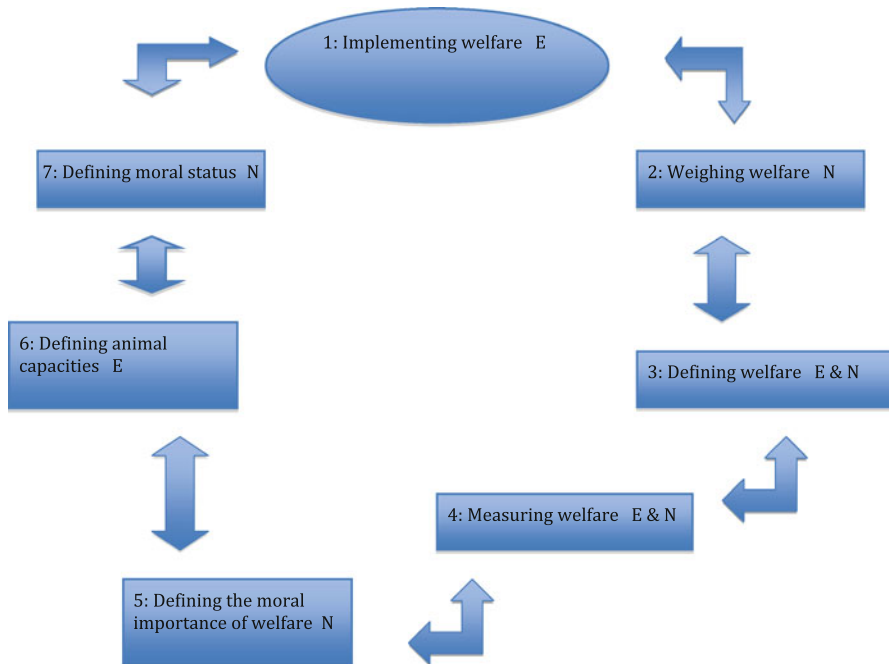 1: Implementing welfare E
7: Defining moral status N
2: Weighing welfare N
6: Defining animal
capacities E
3: Defining welfare E & N
4: Measuring welfare E & N
5: Defining the moral
importance of welfare N